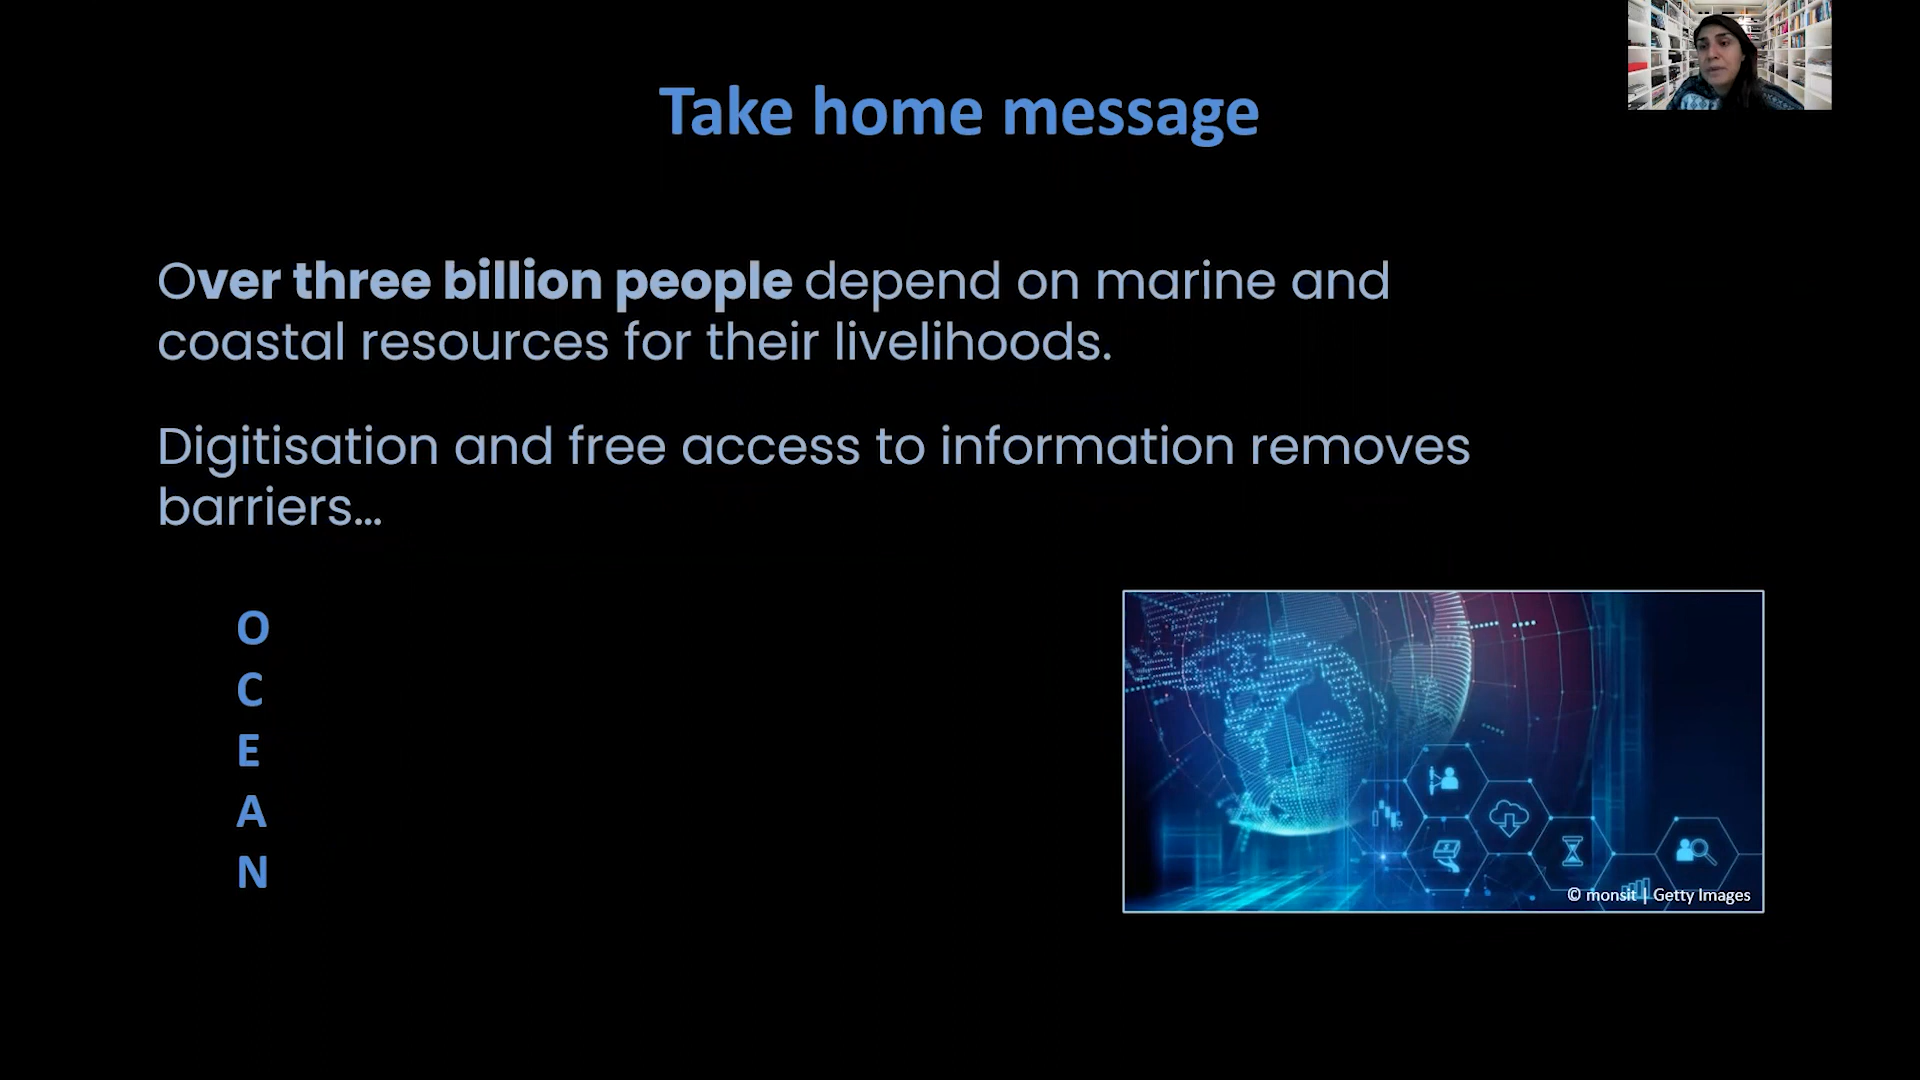 Take home message
Over three billion people depend on marine and
coastal resources for their livelihoods.
Digitisation and free access to information removes
barriers…
O
C
E
A
N
© monsit | Getty Images